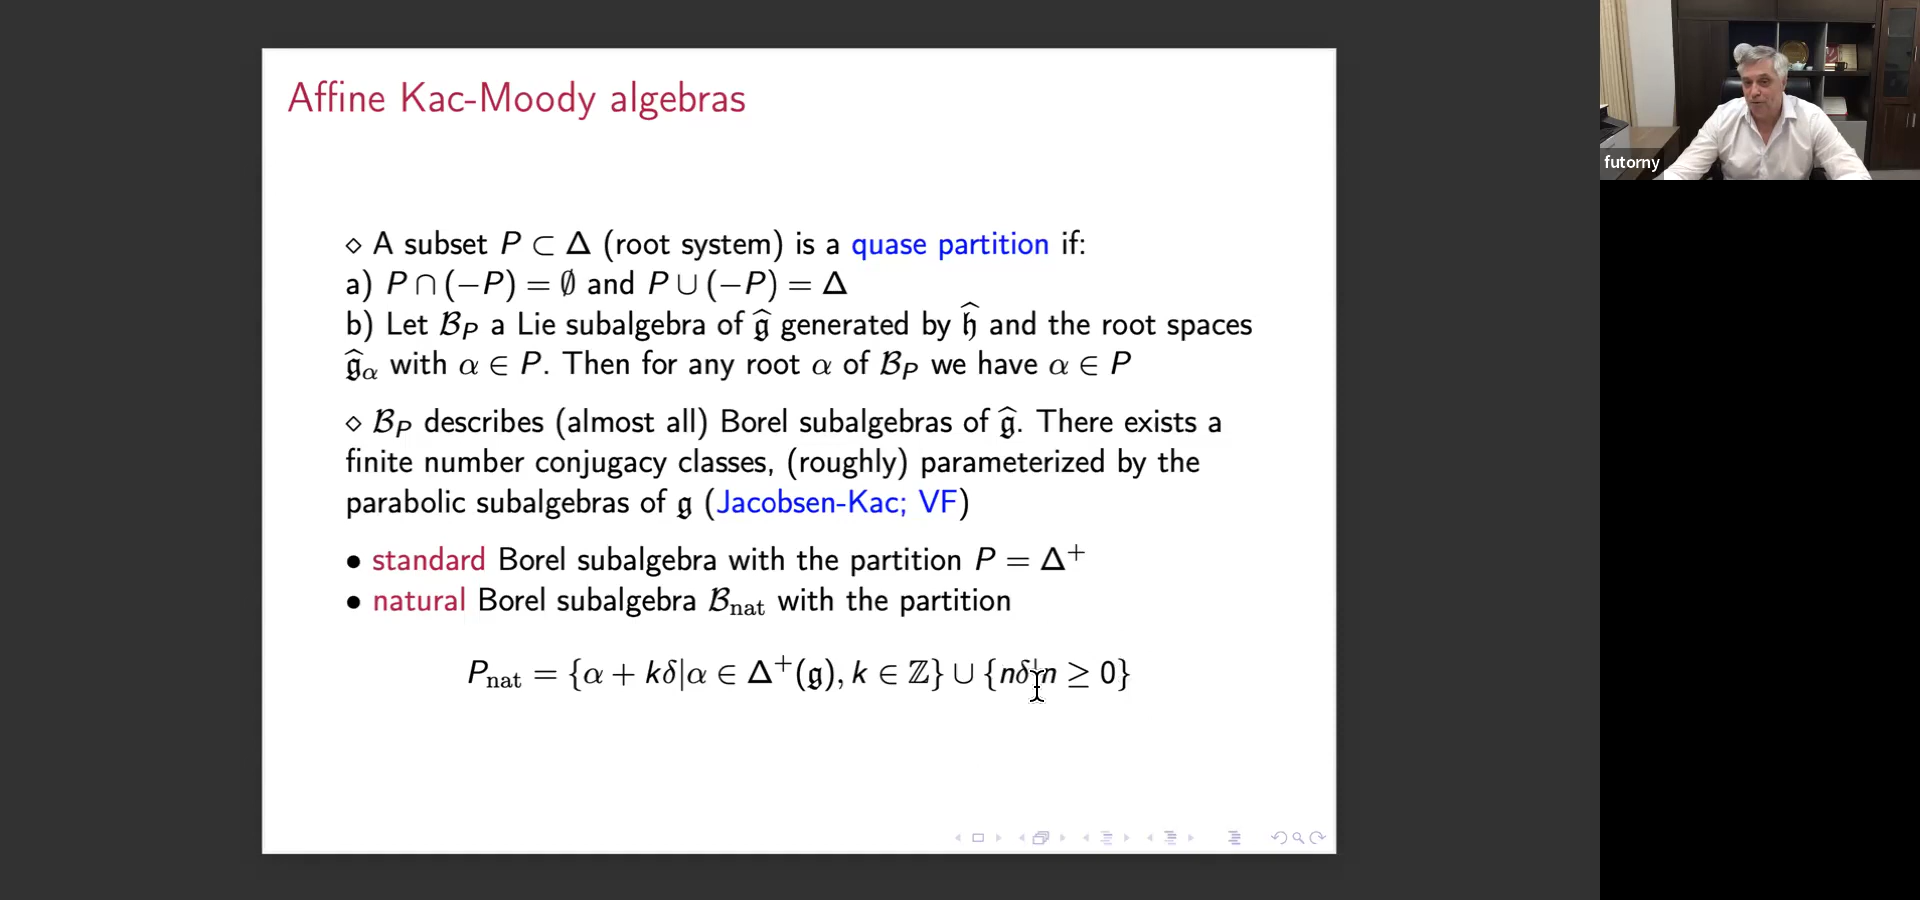 Affine Kac-Moody algebras
futorny
⋄ A subset P ⊂ Δ (root system) is a quase partition if:
a) P ∩ (−P) = ∅ and P ∪ (−P) = Δ
b) Let 𝓑_P a Lie subalgebra of 𝔤̂ generated by 𝔥̂ and the root spaces
𝔤̂_α with α ∈ P. Then for any root α of 𝓑_P we have α ∈ P
⋄ 𝓑_P describes (almost all) Borel subalgebras of 𝔤̂. There exists a
finite number conjugacy classes, (roughly) parameterized by the
parabolic subalgebras of 𝔤 (Jacobsen-Kac; VF)
• standard Borel subalgebra with the partition P = Δ⁺
• natural Borel subalgebra 𝓑_nat with the partition
P_nat = {α + kδ|α ∈ Δ⁺(𝔤), k ∈ ℤ} ∪ {nδ|n ≥ 0}